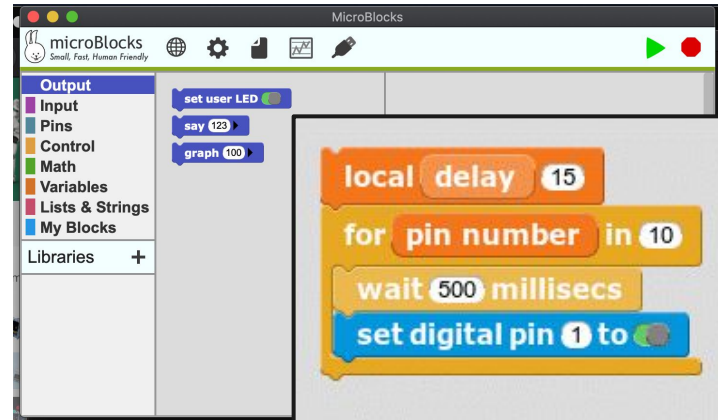 MicroBlocks
microBlocks
Small, Fast, Human Friendly
Output
Input
Pins
Control
Math
Variables
Lists & Strings
My Blocks
Libraries +
set user LED
say 123
graph 100
local delay 15
for pin number in 10
wait 500 millisecs
set digital pin 1 to